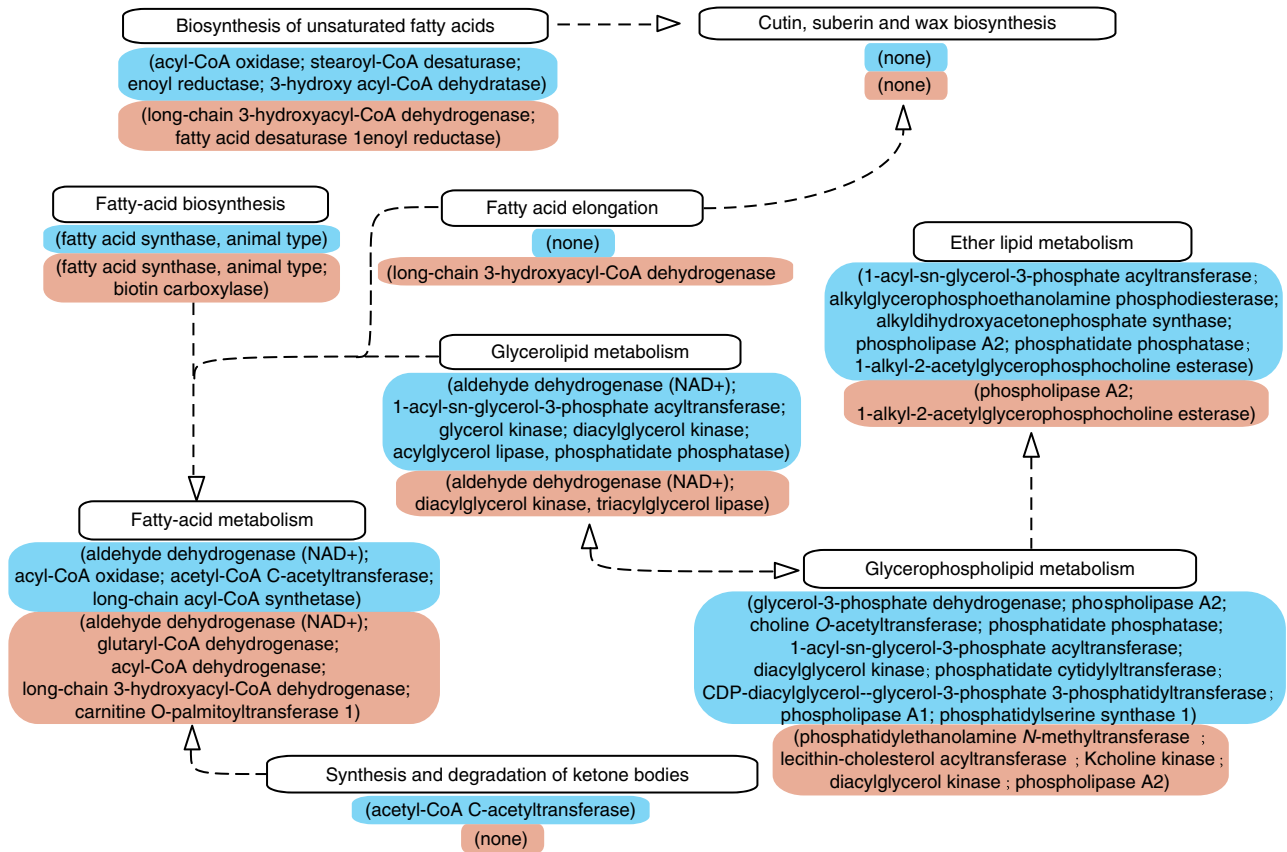 Biosynthesis of unsaturated fatty acids
(acyl-CoA oxidase; stearoyl-CoA desaturase;
enoyl reductase; 3-hydroxy acyl-CoA dehydratase)
(long-chain 3-hydroxyacyl-CoA dehydrogenase;
fatty acid desaturase 1enoyl reductase)
Cutin, suberin and wax biosynthesis
(none)
(none)
Fatty-acid biosynthesis
(fatty acid synthase, animal type)
(fatty acid synthase, animal type;
biotin carboxylase)
Fatty acid elongation
(none)
(long-chain 3-hydroxyacyl-CoA dehydrogenase
Ether lipid metabolism
(1-acyl-sn-glycerol-3-phosphate acyltransferase;
alkylglycerophosphoethanolamine phosphodiesterase;
alkyldihydroxyacetonephosphate synthase;
phospholipase A2; phosphatidate phosphatase;
1-alkyl-2-acetylglycerophosphocholine esterase)
(phospholipase A2;
1-alkyl-2-acetylglycerophosphocholine esterase)
Glycerolipid metabolism
(aldehyde dehydrogenase (NAD+);
1-acyl-sn-glycerol-3-phosphate acyltransferase;
glycerol kinase; diacylglycerol kinase;
acylglycerol lipase, phosphatidate phosphatase)
(aldehyde dehydrogenase (NAD+);
diacylglycerol kinase, triacylglycerol lipase)
Fatty-acid metabolism
(aldehyde dehydrogenase (NAD+);
acyl-CoA oxidase; acetyl-CoA C-acetyltransferase;
long-chain acyl-CoA synthetase)
(aldehyde dehydrogenase (NAD+);
glutaryl-CoA dehydrogenase;
acyl-CoA dehydrogenase;
long-chain 3-hydroxyacyl-CoA dehydrogenase;
carnitine O-palmitoyltransferase 1)
Glycerophospholipid metabolism
(glycerol-3-phosphate dehydrogenase; phospholipase A2;
choline O-acetyltransferase; phosphatidate phosphatase;
1-acyl-sn-glycerol-3-phosphate acyltransferase;
diacylglycerol kinase; phosphatidate cytidylyltransferase;
CDP-diacylglycerol--glycerol-3-phosphate 3-phosphatidyltransferase;
phospholipase A1; phosphatidylserine synthase 1)
(phosphatidylethanolamine N-methyltransferase ;
lecithin-cholesterol acyltransferase ; Kcholine kinase;
diacylglycerol kinase ; phospholipase A2)
Synthesis and degradation of ketone bodies
(acetyl-CoA C-acetyltransferase)
(none)